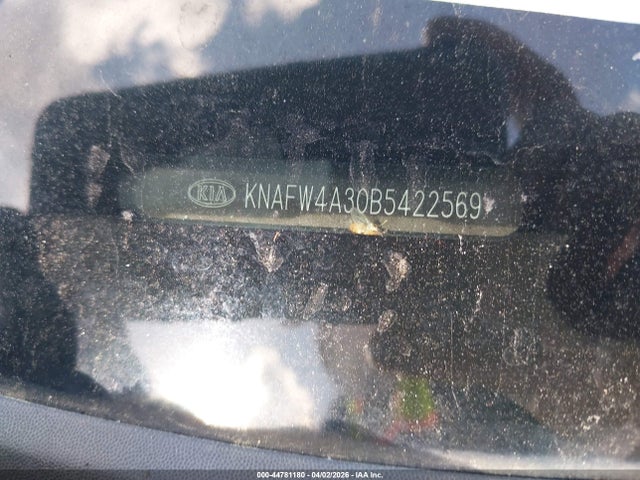 KIA KNAFW4A30B5422569
000-44781180 - 04/02/2026 - IAA Inc.